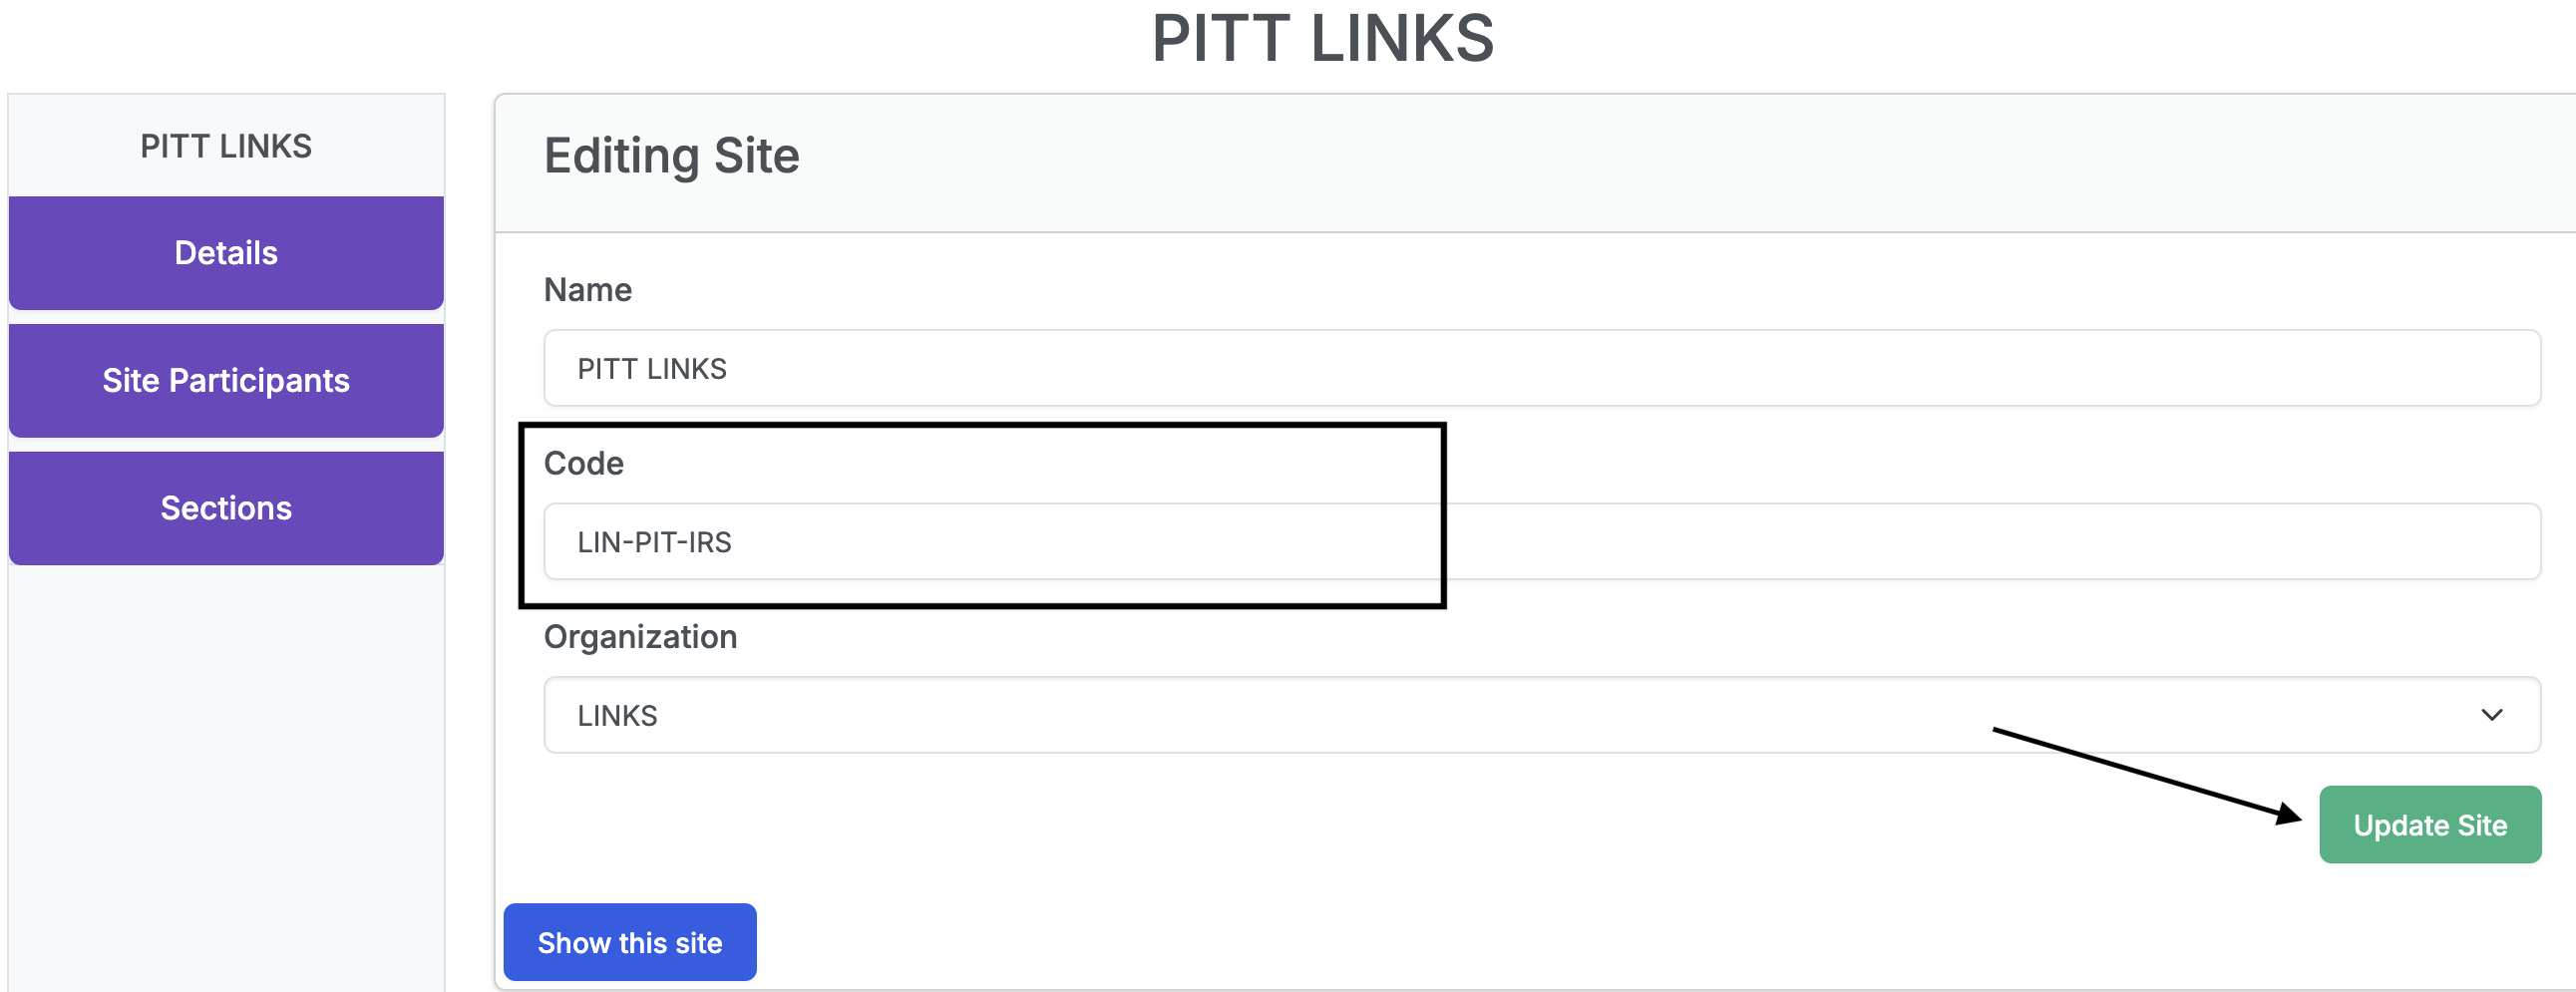 PITT LINKS
PITT LINKS
Details
Site Participants
Sections
Editing Site
Name
PITT LINKS
Code
LIN-PIT-IRS
Organization
LINKS
Update Site
Show this site